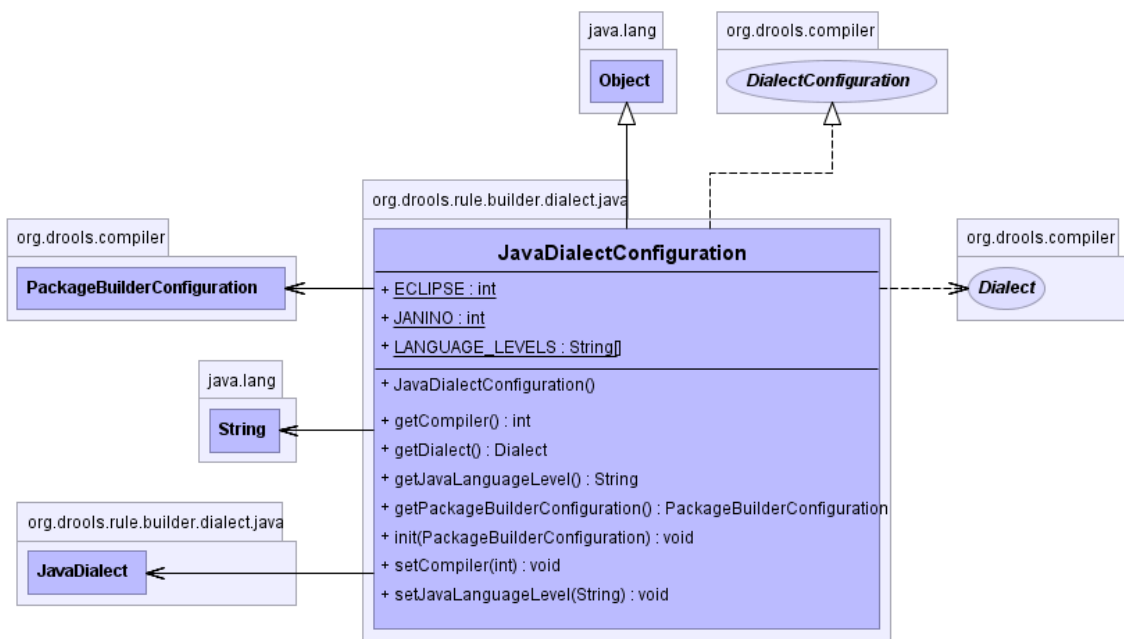 java.lang
Object
org.drools.compiler
DialectConfiguration
org.drools.rule.builder.dialect.java
JavaDialectConfiguration
+ ECLIPSE : int
+ JANINO : int
+ LANGUAGE_LEVELS : String[]
+ JavaDialectConfiguration()
+ getCompiler() : int
+ getDialect() : Dialect
+ getJavaLanguageLevel() : String
+ getPackageBuilderConfiguration() : PackageBuilderConfiguration
+ init(PackageBuilderConfiguration) : void
+ setCompiler(int) : void
+ setJavaLanguageLevel(String) : void
org.drools.compiler
PackageBuilderConfiguration
org.drools.compiler
Dialect
java.lang
String
org.drools.rule.builder.dialect.java
JavaDialect